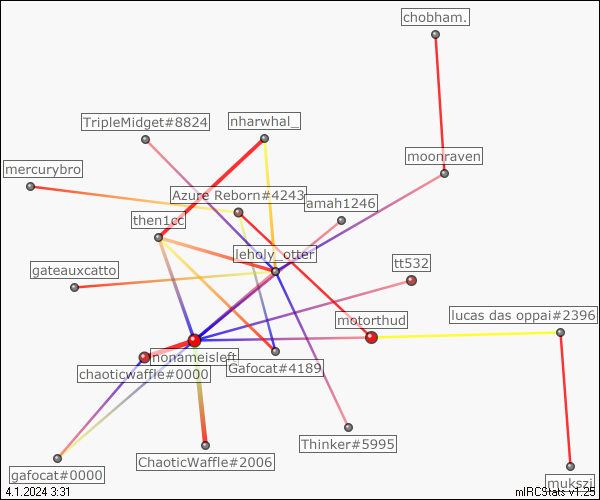 chobham.
TripleMidget#8824
nharwhal_
moonraven
mercurybro
Azure Reborn#4243
amah1246
then1cc
leholy_otter
gateauxcatto
tt532
lucas das oppai#2396
motorthud
nonameisleft
chaoticwaffle#0000
Gafocat#4189
Thinker#5995
ChaoticWaffle#2006
gafocat#0000
mukszi
4.1.2024 3:31
mIRCStats v1.25